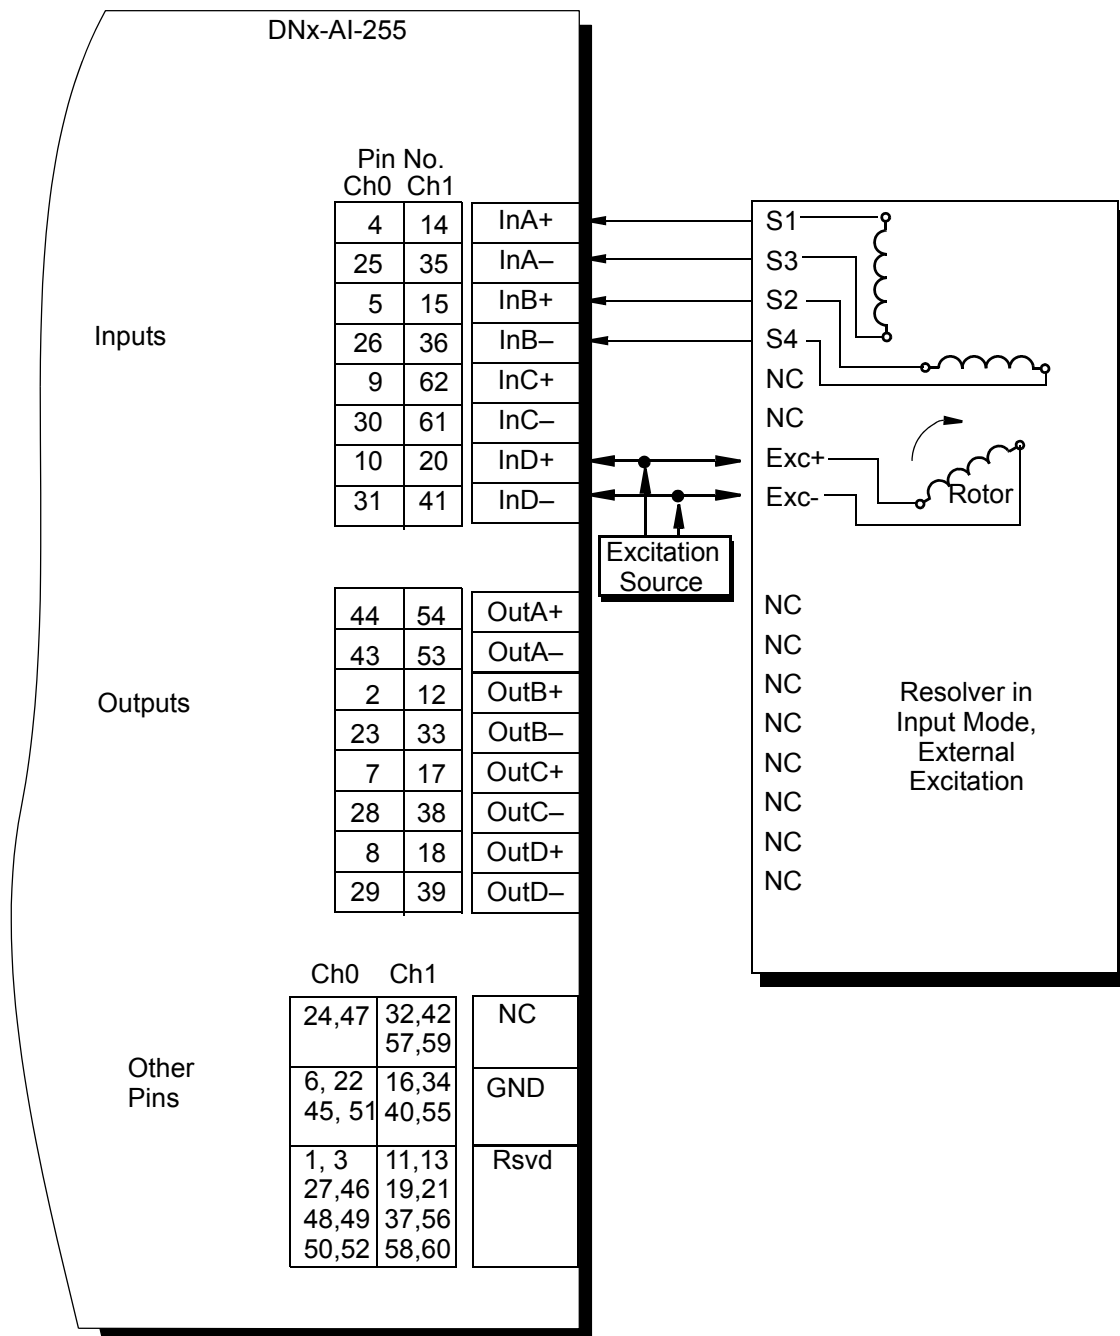 DNx-AI-255
Pin No.
Ch0 Ch1
Inputs
4 14 InA+
25 35 InA–
5 15 InB+
26 36 InB–
9 62 InC+
30 61 InC–
10 20 InD+
31 41 InD–
S1
S3
S2
S4
NC
NC
Exc+
Exc-
Rotor
Excitation
Source
Outputs
44 54 OutA+
43 53 OutA–
2 12 OutB+
23 33 OutB–
7 17 OutC+
28 38 OutC–
8 18 OutD+
29 39 OutD–
NC
NC
NC
NC
NC
NC
NC
NC
Resolver in
Input Mode,
External
Excitation
Other
Pins
Ch0 Ch1
24,47 32,42 NC
57,59
6, 22 16,34 GND
45, 51 40,55
1, 3 11,13 Rsvd
27,46 19,21
48,49 37,56
50,52 58,60